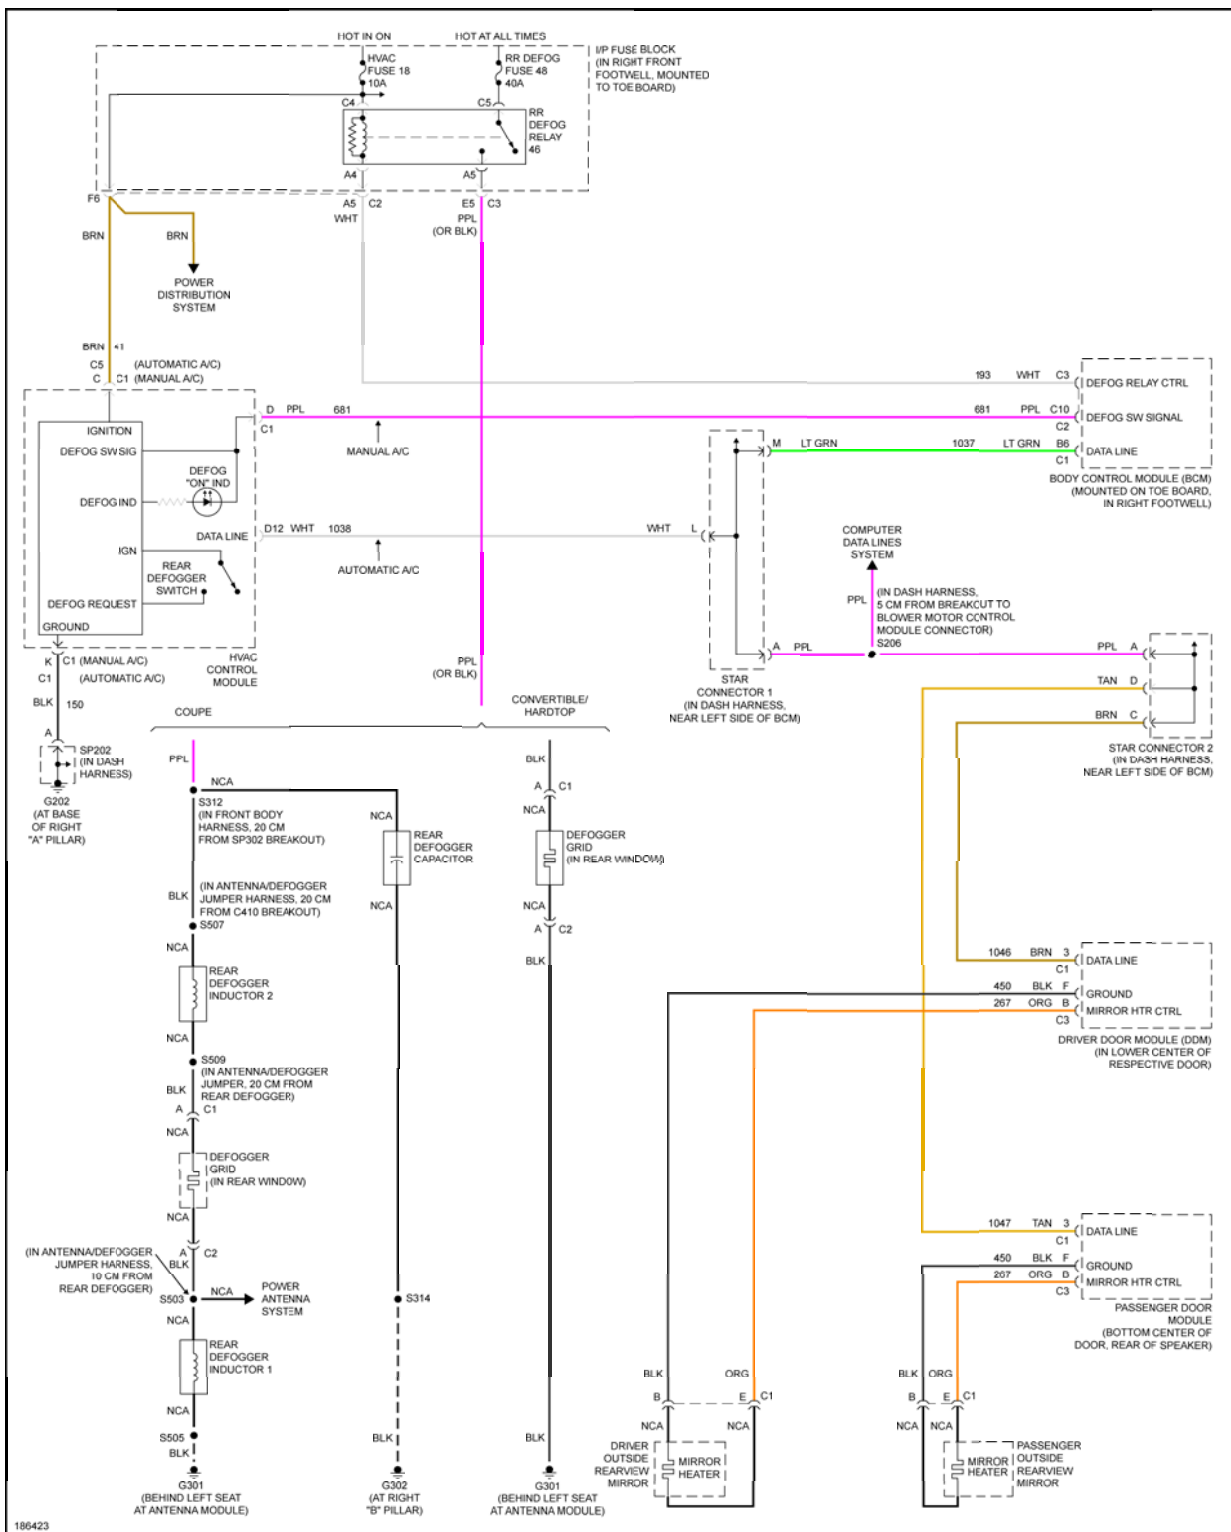 HOT IN ON
HOT AT ALL TIMES
HVAC
FUSE 18
10A
RR DEFOG
FUSE 48
40A
I/P FUSE BLOCK
(IN RIGHT FRONT
FOOTWELL, MOUNTED
TO TOEBOARD)
C4
C5
RR
DEFOG
RELAY
46
A4
A5
F6
A5 C2
E5 C3
WHT
PPL
(OR BLK)
BRN
BRN
POWER
DISTRIBUTION
SYSTEM
BRN
C5 (AUTOMATIC A/C)
C C1 (MANUAL A/C)
193 WHT C3
DEFOG RELAY CTRL
D PPL 681
C1
681 PPL C10
C2
DEFOG SW SIGNAL
MANUAL A/C
M LT GRN 1037 LT GRN B6
C1
DATA LINE
BODY CONTROL MODULE (BCM)
(MOUNTED ON TOE BOARD,
IN RIGHT FOOTWELL)
IGNITION
DEFOG SW SIG
DEFOG
"ON" IND
DEFOG IND
DATA LINE
D12 WHT 1038
WHT L
AUTOMATIC A/C
IGN
REAR
DEFOGGER
SWITCH
DEFOG REQUEST
GROUND
COMPUTER
DATA LINES
SYSTEM
PPL
(IN DASH HARNESS,
5 CM FROM BREAKOUT TO
BLOWER MOTOR CONTROL
MODULE CONNECTOR)
S206
A PPL
PPL A
TAN D
BRN C
K C1 (MANUAL A/C)
C1 (AUTOMATIC A/C)
HVAC
CONTROL
MODULE
PPL
(OR BLK)
STAR
CONNECTOR 1
(IN DASH HARNESS,
NEAR LEFT SIDE OF BCM)
STAR CONNECTOR 2
(IN DASH HARNESS,
NEAR LEFT SIDE OF BCM)
BLK 150
A
SP202
(IN DASH
HARNESS)
G202
(AT BASE
OF RIGHT
"A" PILLAR)
COUPE
CONVERTIBLE/
HARDTOP
PPL
NCA
S312
(IN FRONT BODY
HARNESS, 20 CM
FROM SP302 BREAKOUT)
NCA
REAR
DEFOGGER
CAPACITOR
NCA
BLK
A C1
NCA
DEFOGGER
GRID
(IN REAR WINDOW)
NCA
A C2
BLK
BLK
(IN ANTENNA/DEFOGGER
JUMPER HARNESS, 20 CM
FROM C410 BREAKOUT)
S507
NCA
REAR
DEFOGGER
INDUCTOR 2
NCA
S509
(IN ANTENNA/DEFOGGER
JUMPER, 20 CM FROM
REAR DEFOGGER)
BLK
A C1
NCA
DEFOGGER
GRID
(IN REAR WINDOW)
NCA
A C2
BLK
(IN ANTENNA/DEFOGGER
JUMPER HARNESS,
10 CM FROM
REAR DEFOGGER)
S503
NCA
POWER
ANTENNA
SYSTEM
NCA
REAR
DEFOGGER
INDUCTOR 1
NCA
S505
BLK
G301
(BEHIND LEFT SEAT
AT ANTENNA MODULE)
S314
BLK
G302
(AT RIGHT
"B" PILLAR)
BLK
G301
(BEHIND LEFT SEAT
AT ANTENNA MODULE)
1046 BRN 3
C1
DATA LINE
450 BLK F
GROUND
267 ORG B
C3
MIRROR HTR CTRL
DRIVER DOOR MODULE (DDM)
(IN LOWER CENTER OF
RESPECTIVE DOOR)
1047 TAN 3
C1
DATA LINE
450 BLK F
GROUND
267 ORG B
C3
MIRROR HTR CTRL
PASSENGER DOOR
MODULE
(BOTTOM CENTER OF
DOOR, REAR OF SPEAKER)
BLK
ORG
B
E C1
NCA
NCA
DRIVER
OUTSIDE
REARVIEW
MIRROR
MIRROR
HEATER
BLK
ORG
B
E C1
NCA
NCA
MIRROR
HEATER
PASSENGER
OUTSIDE
REARVIEW
MIRROR
186423